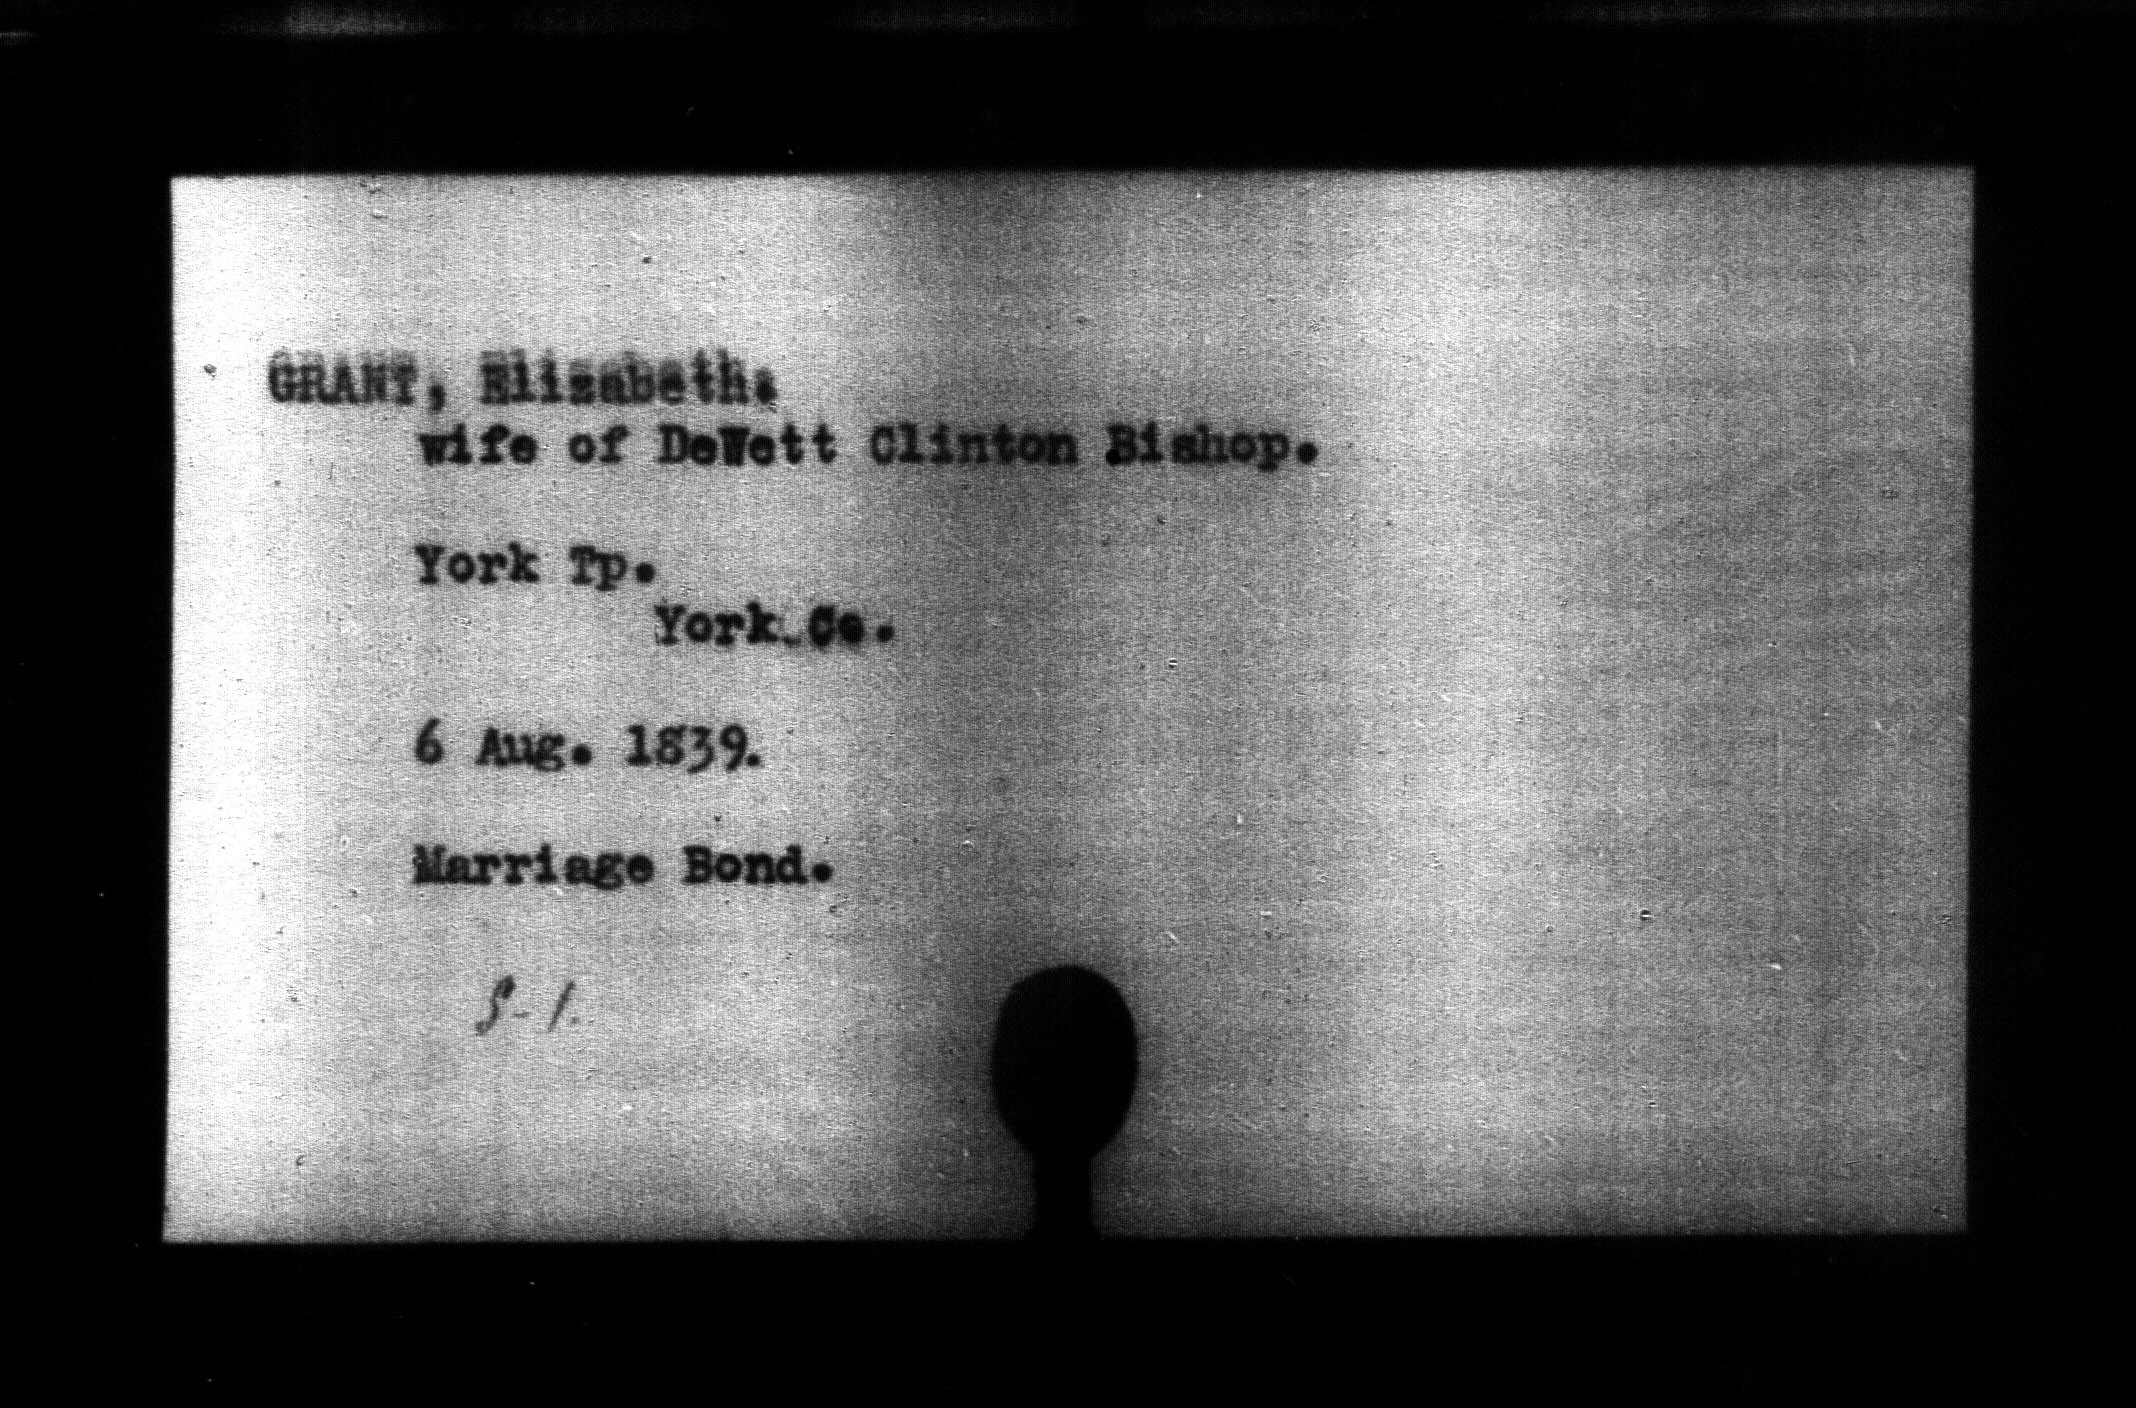 GRANT, Elizabeth.
wife of DeWett Clinton Bishop.
York Tp.
York Co.
6 Aug. 1839.
Marriage Bond.
S-1.